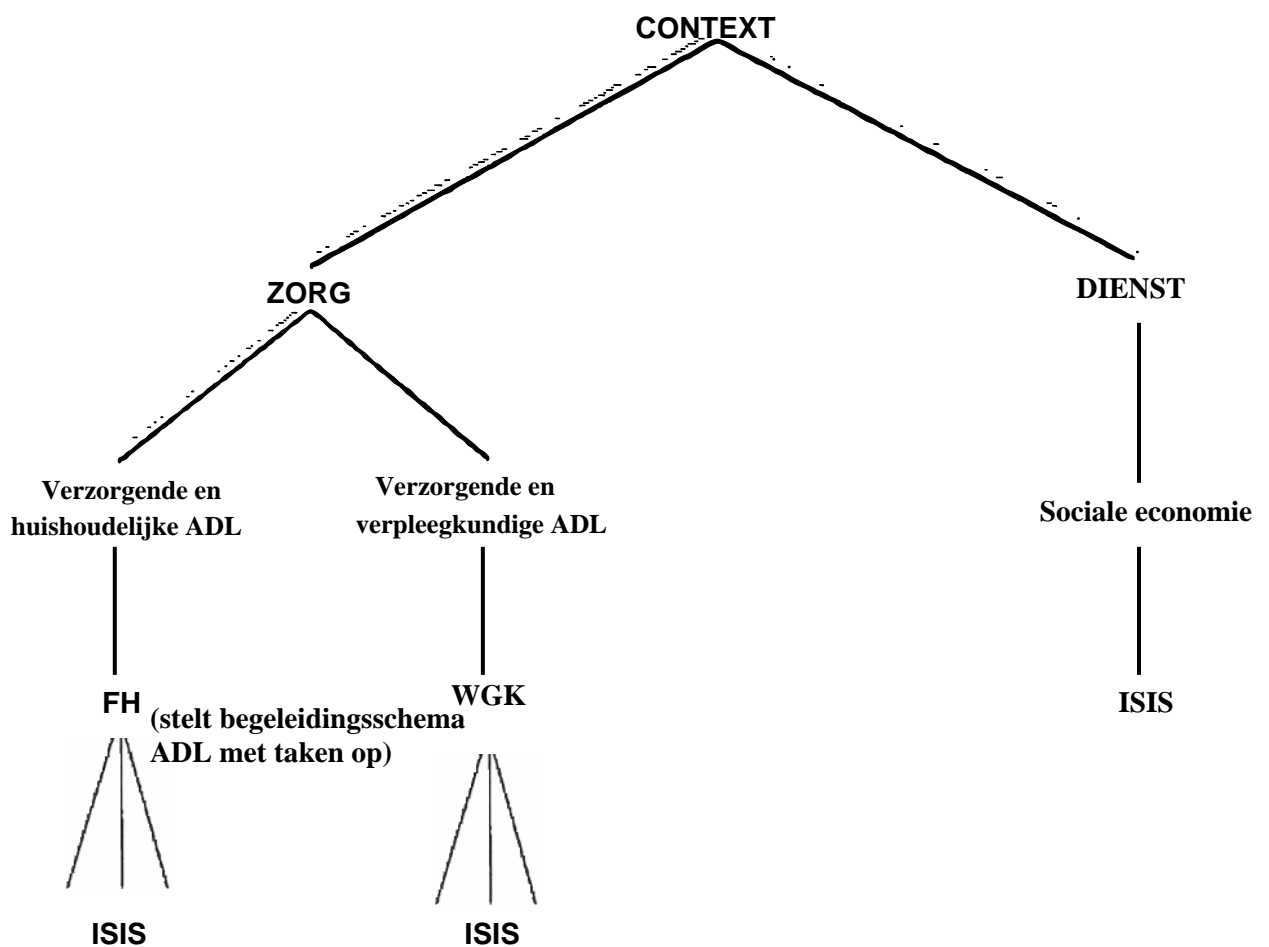 CONTEXT
ZORG
DIENST
Verzorgende en
huishoudelijke ADL
Verzorgende en
verpleegkundige ADL
Sociale economie
FH
(stelt begeleidingsschema
ADL met taken op)
WGK
ISIS
ISIS
ISIS